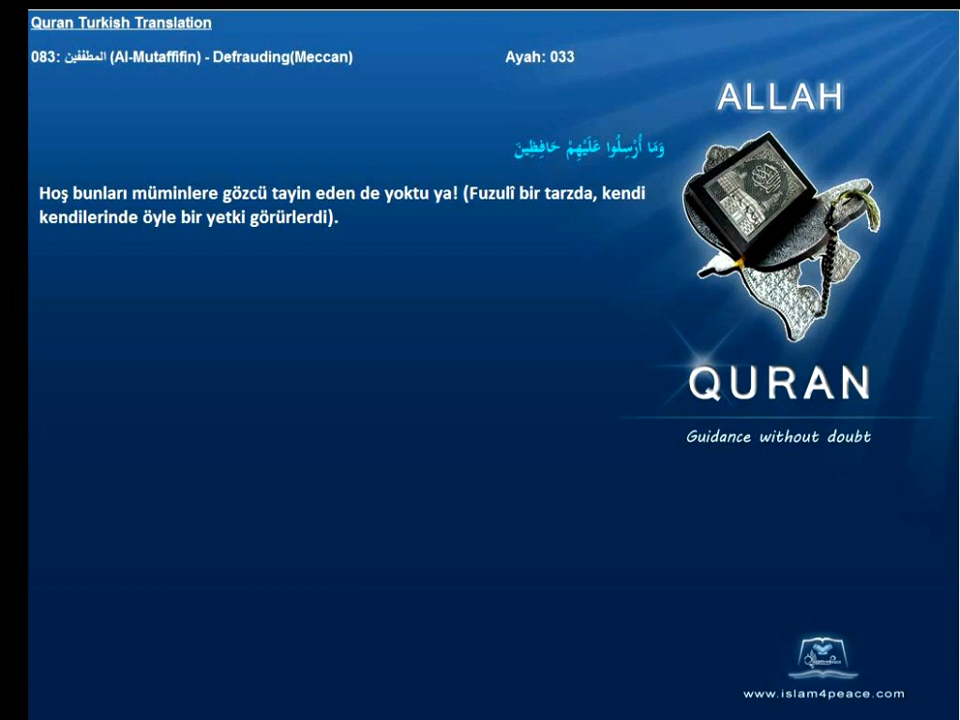 Quran Turkish Translation
083: المطففين (Al-Mutaffifin) - Defrauding(Meccan) Ayah: 033
ALLAH
وَمَا أُرْسِلُوا عَلَيْهِمْ حَافِظِينَ
Hoş bunları müminlere gözcü tayin eden de yoktu ya! (Fuzulî bir tarzda, kendi
kendilerinde öyle bir yetki görürlerdi).
QURAN
Guidance without doubt
www.islam4peace.com